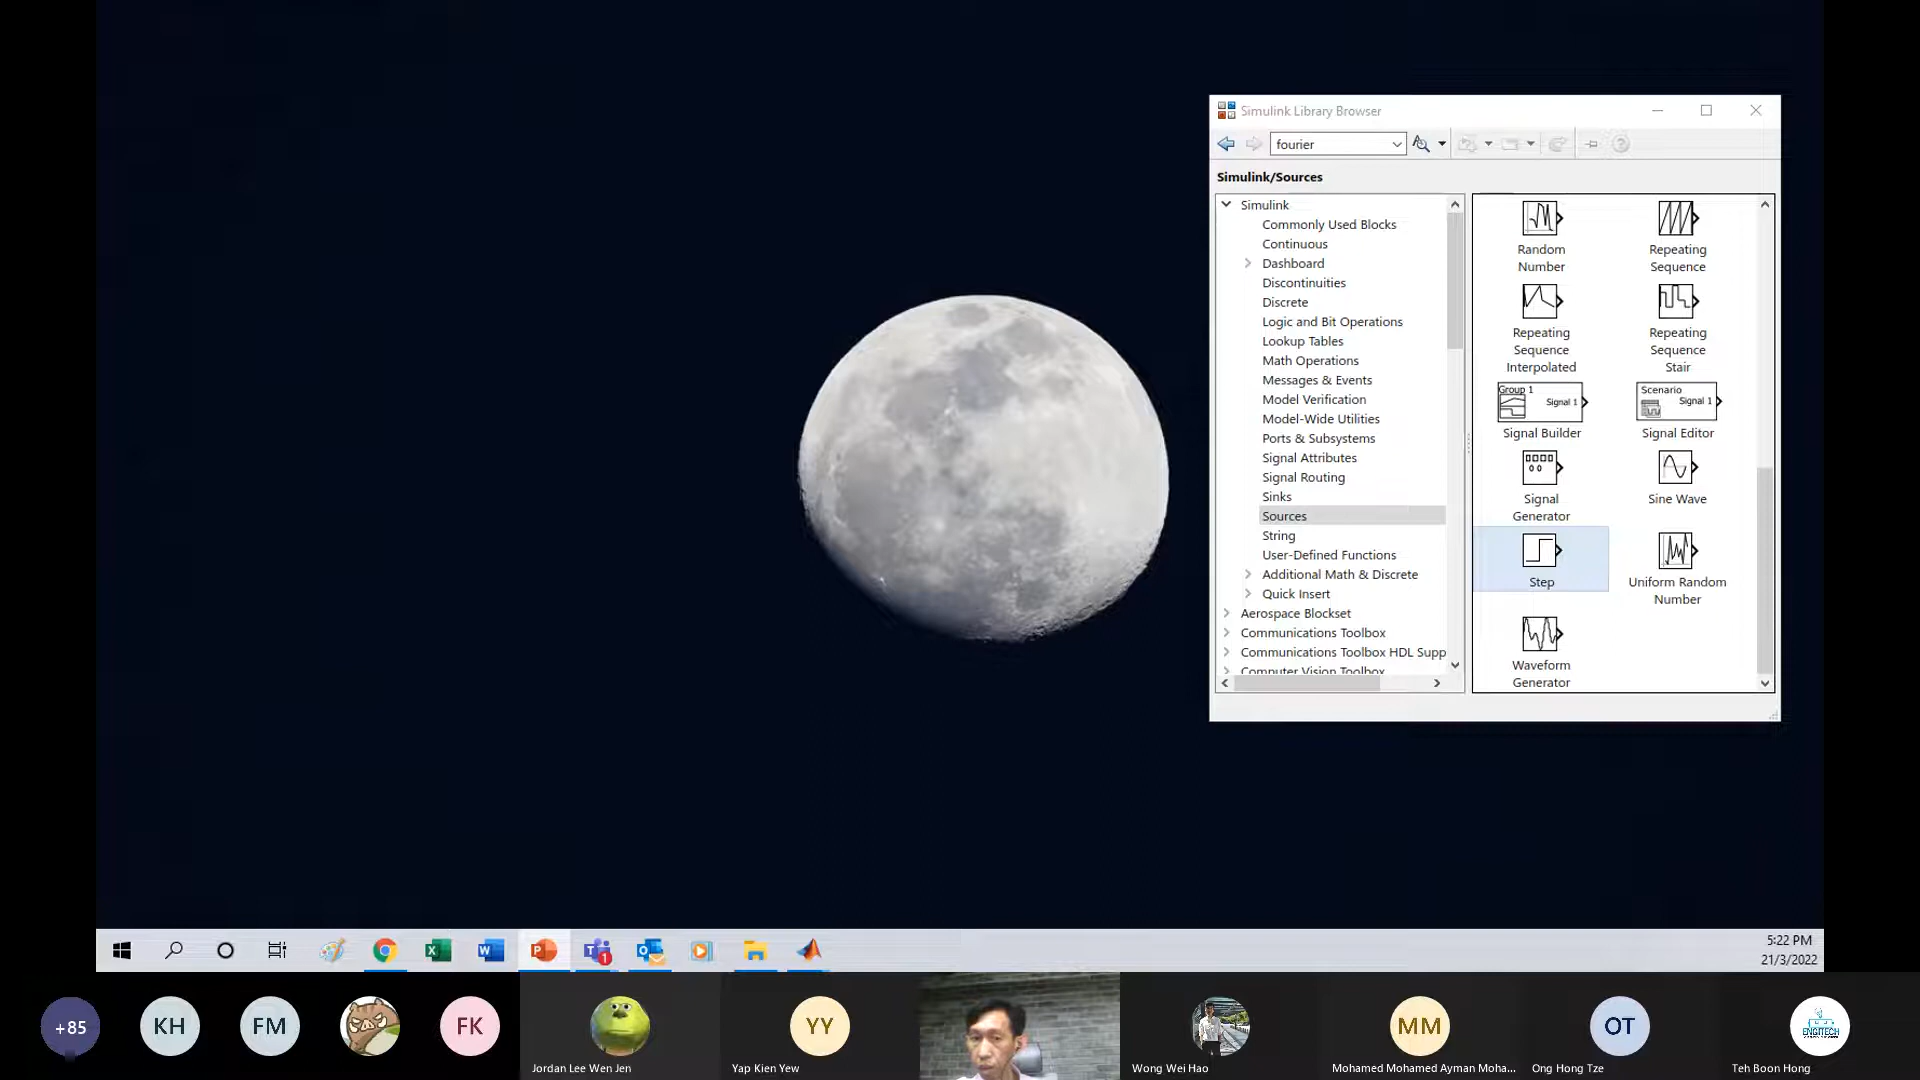 Simulink Library Browser
fourier
Simulink/Sources
Simulink
Commonly Used Blocks
Continuous
Dashboard
Discontinuities
Discrete
Logic and Bit Operations
Lookup Tables
Math Operations
Messages & Events
Model Verification
Model-Wide Utilities
Ports & Subsystems
Signal Attributes
Signal Routing
Sinks
Sources
String
User-Defined Functions
Additional Math & Discrete
Quick Insert
Aerospace Blockset
Communications Toolbox
Communications Toolbox HDL Supp
Computer Vision Toolbox
Random
Number
Repeating
Sequence
Repeating
Sequence
Interpolated
Repeating
Sequence
Stair
Group 1
Signal 1
Signal Builder
Scenario
Signal 1
Signal Editor
Signal
Generator
Sine Wave
Step
Uniform Random
Number
Waveform
Generator
1
5:22 PM
21/3/2022
+85
KH
FM
FK
Jordan Lee Wen Jen
YY
Yap Kien Yew
Wong Wei Hao
MM
Mohamed Mohamed Ayman Moha...
OT
Ong Hong Tze
ENGITECH
Teh Boon Hong